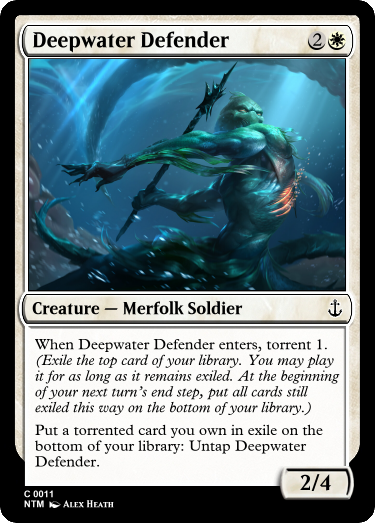 Deepwater Defender 2
Creature — Merfolk Soldier
When Deepwater Defender enters, torrent 1.
(Exile the top card of your library. You may play
it for as long as it remains exiled. At the beginning
of your next turn's end step, put all cards still
exiled this way on the bottom of your library.)
Put a torrented card you own in exile on the
bottom of your library: Untap Deepwater
Defender.
2/4
C 0011
NTM Alex Heath